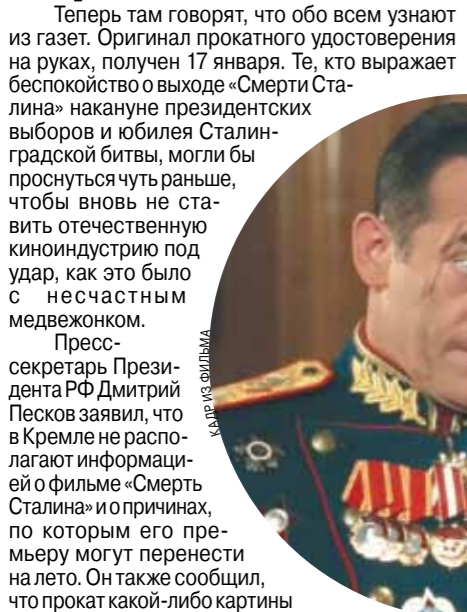 Теперь там говорят, что обо всем узнают
из газет. Оригинал прокатного удостоверения
на руках, получен 17 января. Те, кто выражает
беспокойство о выходе «Смерти Ста-
лина» накануне президентских
выборов и юбилея Сталин-
градской битвы, могли бы
проснуться чуть раньше,
чтобы вновь не ста-
вить отечественную
киноиндустрию под
удар, как это было
с несчастным
медвежонком.
Пресс-
секретарь Прези-
дента РФ Дмитрий
Песков заявил, что
в Кремле не распо-
лагают информаци-
ей о фильме «Смерть
Сталина» и о причинах,
по которым его пре-
мьеру могут перенести
на лето. Он также сообщил,
что прокат какой-либо картины
КАДР ИЗ ФИЛЬМА